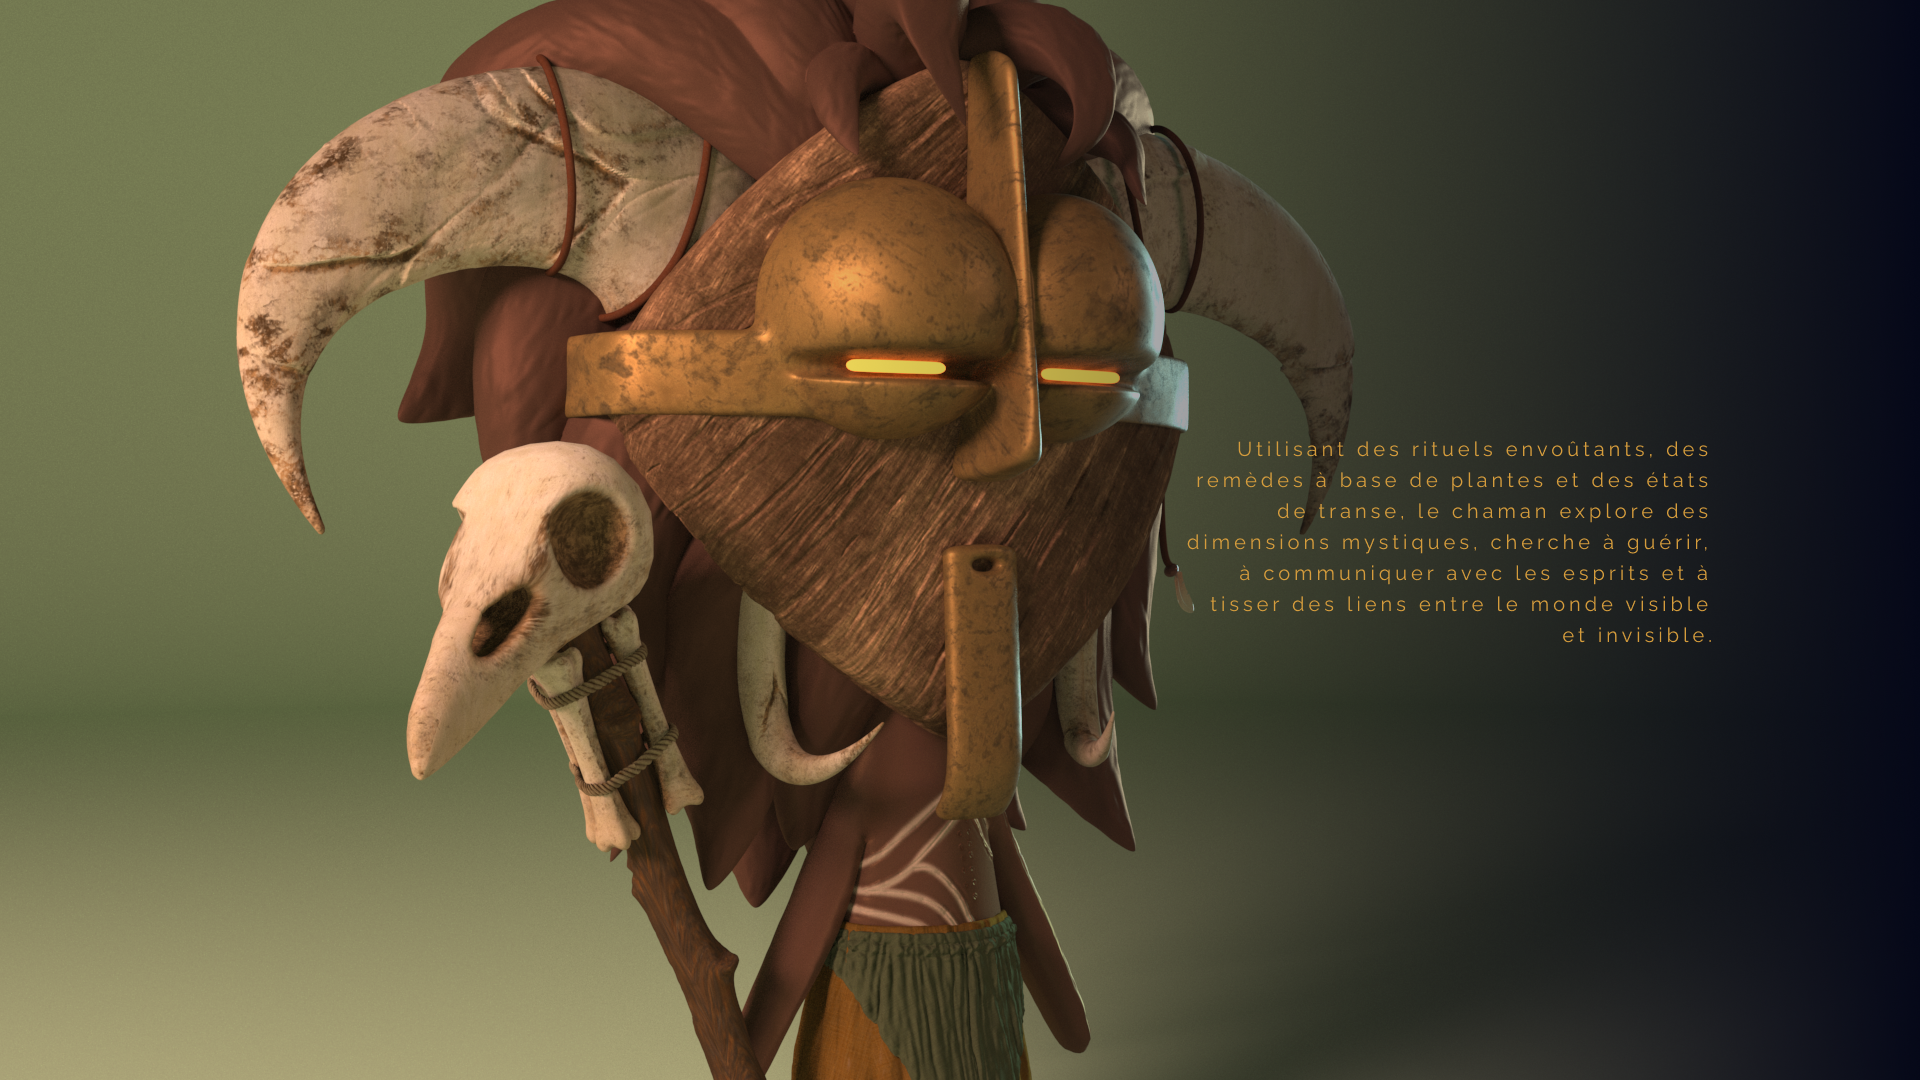 Utilisant des rituels envoûtants, des
remèdes à base de plantes et des états
de transe, le chaman explore des
dimensions mystiques, cherche à guérir,
à communiquer avec les esprits et à
tisser des liens entre le monde visible
et invisible.